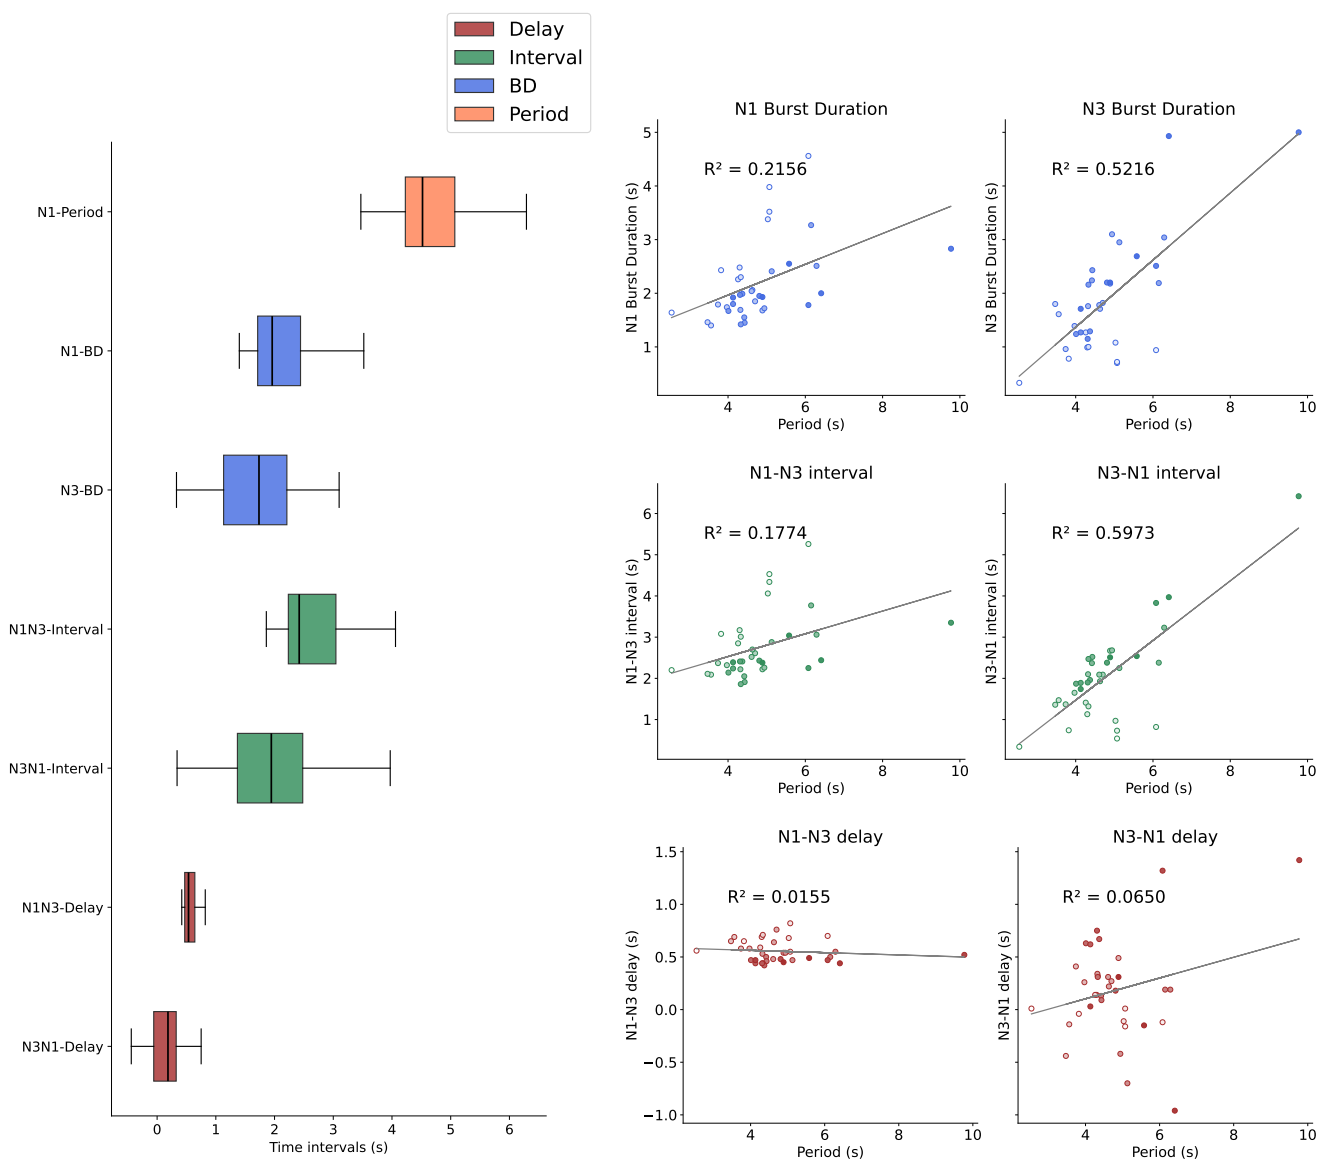 Delay
Interval
BD
Period
N1-Period
N1-BD
N3-BD
N1N3-Interval
N3N1-Interval
N1N3-Delay
N3N1-Delay
0 1 2 3 4 5 6
Time intervals (s)
N1 Burst Duration
R² = 0.2156
N1 Burst Duration (s)
5
4
3
2
1
4 6 8 10
Period (s)
N3 Burst Duration
R² = 0.5216
N3 Burst Duration (s)
4 6 8 10
Period (s)
N1-N3 interval
R² = 0.1774
N1-N3 interval (s)
6
5
4
3
2
1
4 6 8 10
Period (s)
N3-N1 interval
R² = 0.5973
N3-N1 interval (s)
4 6 8 10
Period (s)
N1-N3 delay
R² = 0.0155
N1-N3 delay (s)
1.5
1.0
0.5
0.0
−0.5
−1.0
4 6 8 10
Period (s)
N3-N1 delay
R² = 0.0650
N3-N1 delay (s)
4 6 8 10
Period (s)